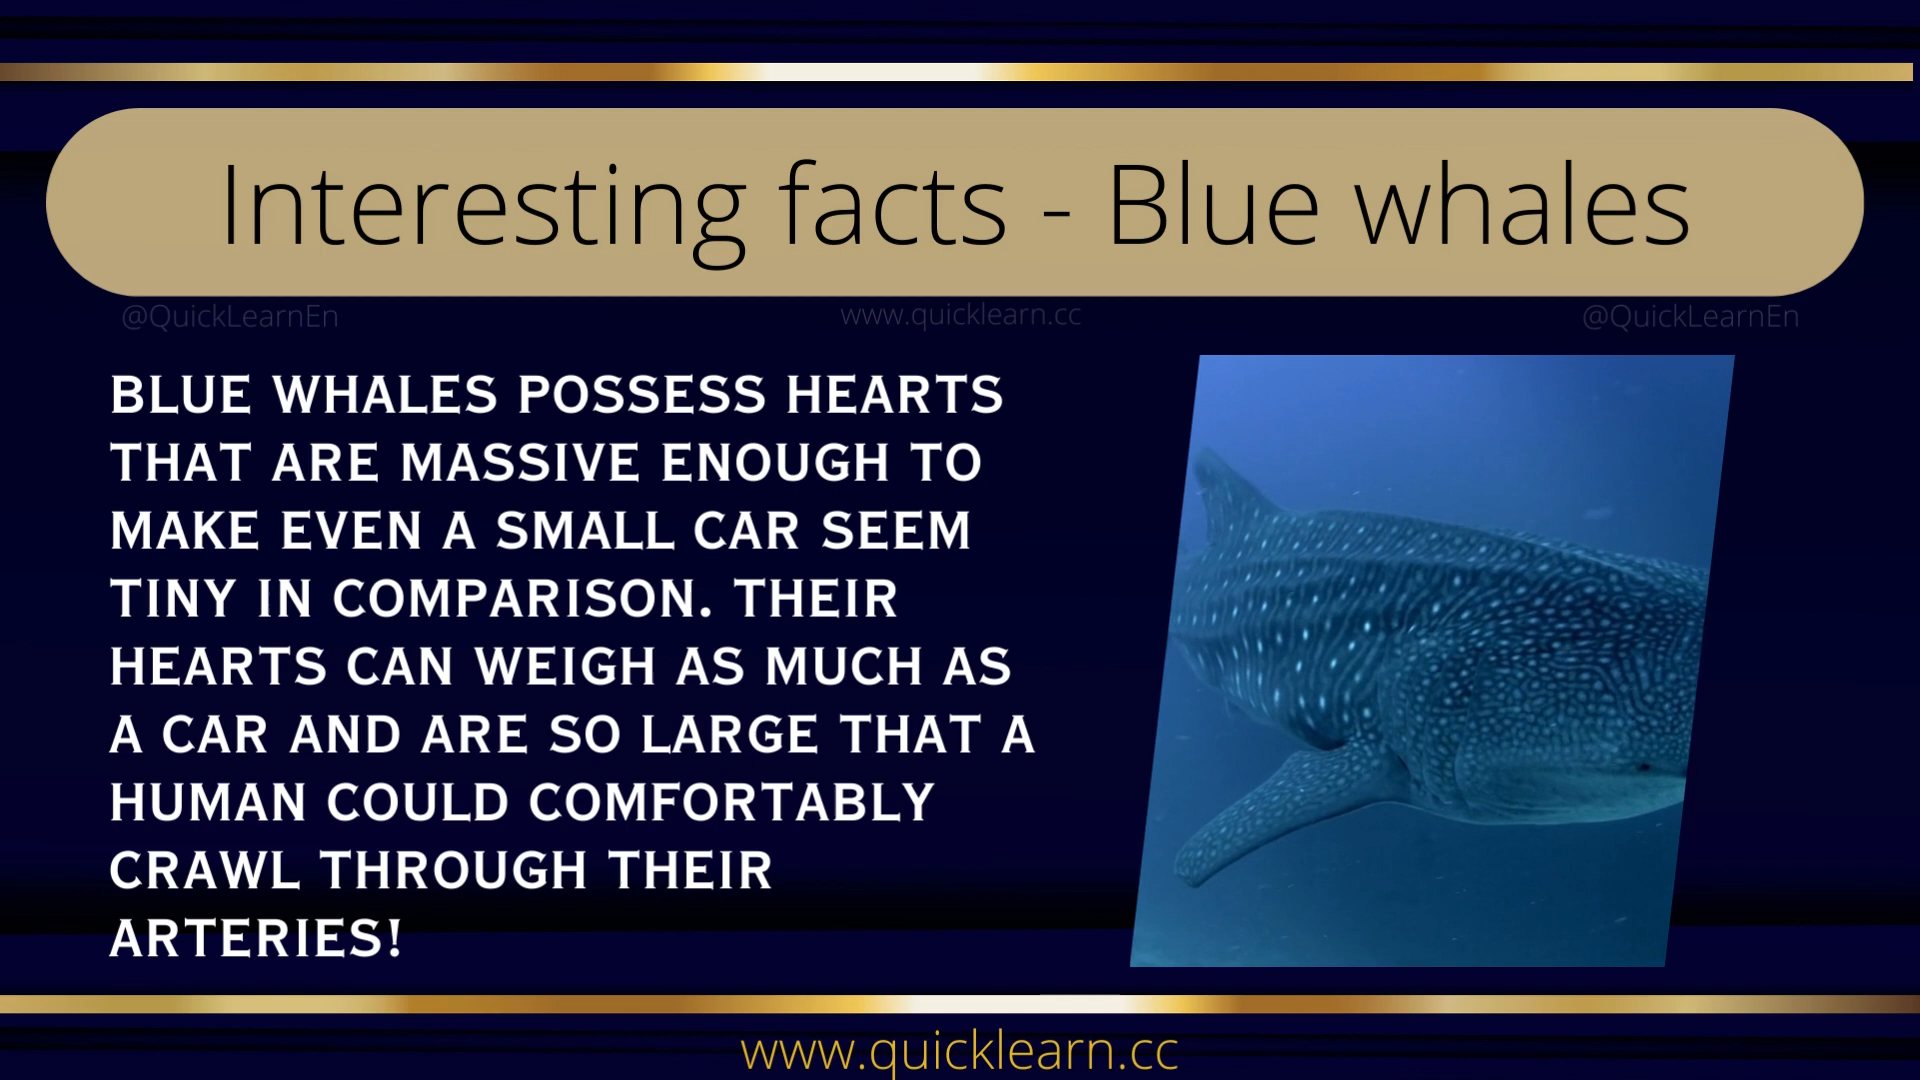 Interesting facts - Blue whales
@QuickLearnEn www.quicklearn.cc @QuickLearnEn
BLUE WHALES POSSESS HEARTS
THAT ARE MASSIVE ENOUGH TO
MAKE EVEN A SMALL CAR SEEM
TINY IN COMPARISON. THEIR
HEARTS CAN WEIGH AS MUCH AS
A CAR AND ARE SO LARGE THAT A
HUMAN COULD COMFORTABLY
CRAWL THROUGH THEIR
ARTERIES!
www.quicklearn.cc